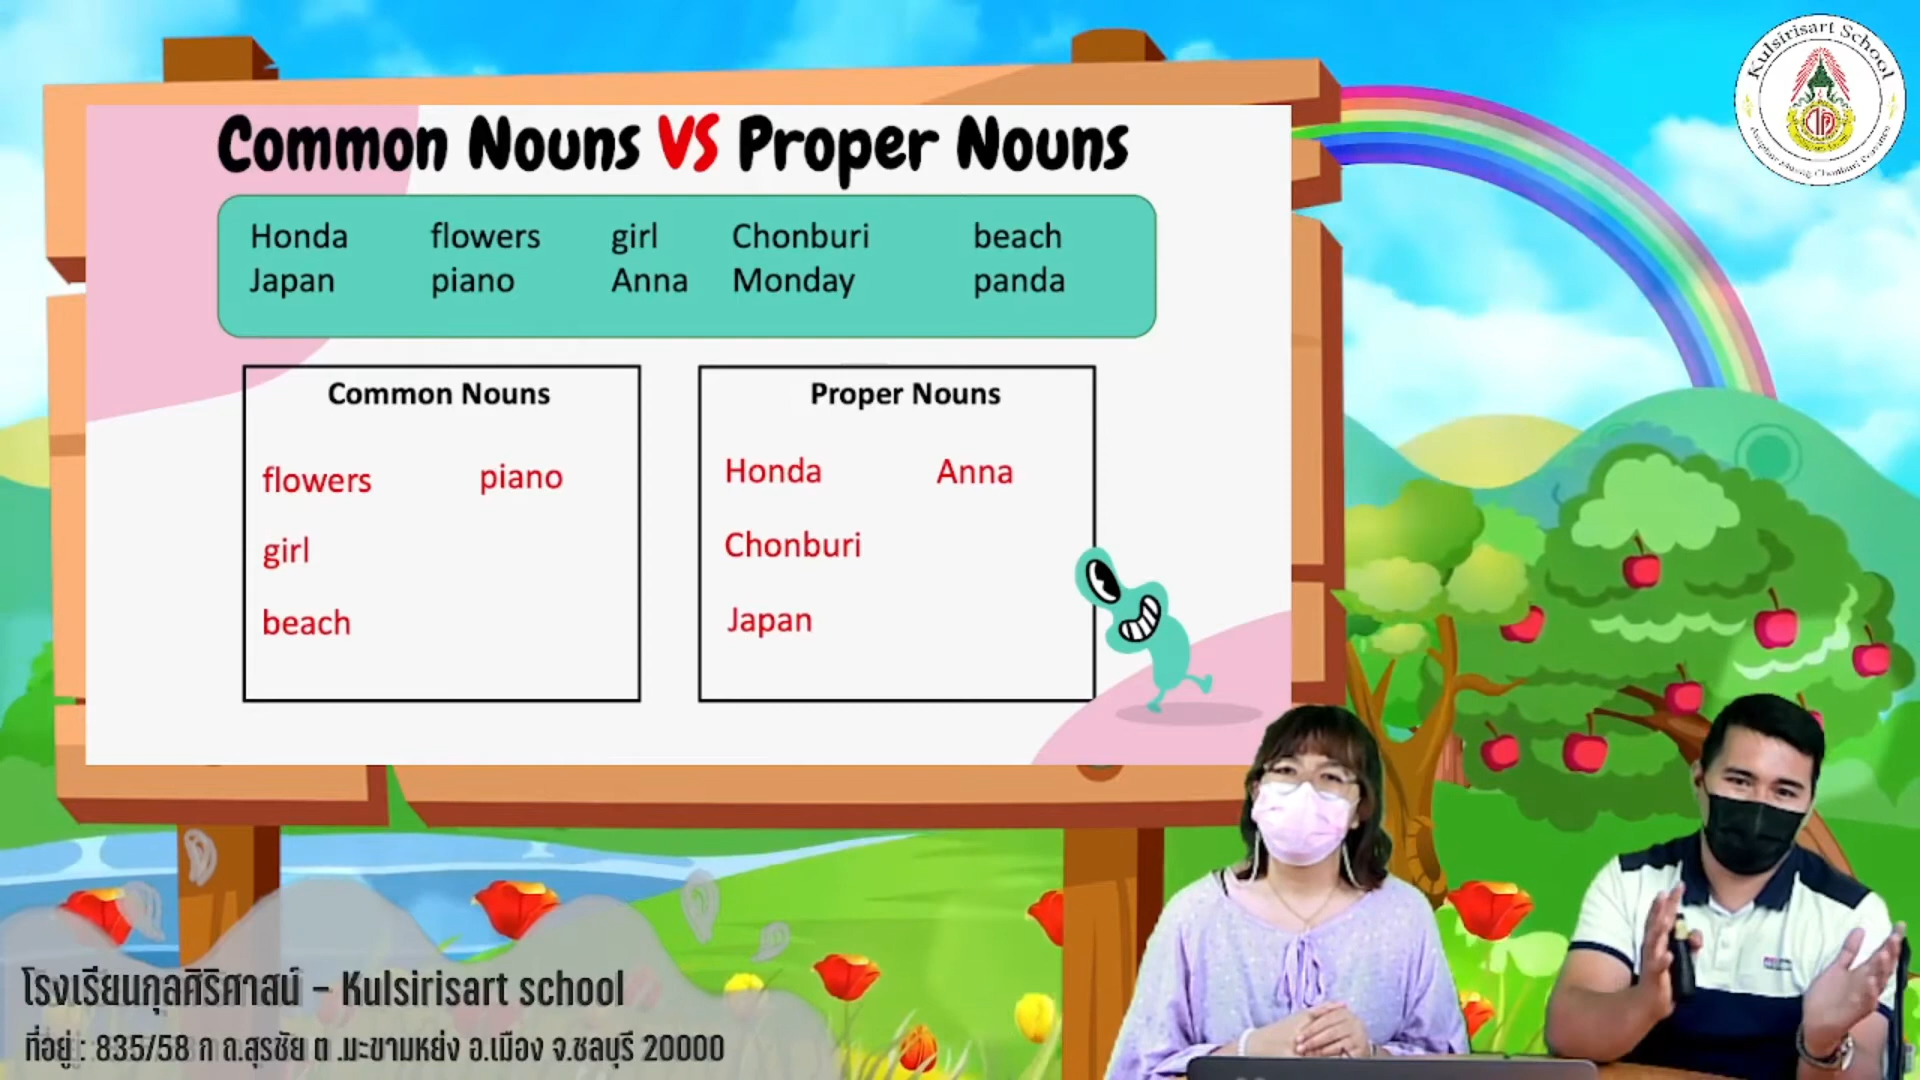 Common Nouns VS Proper Nouns
Honda flowers girl Chonburi beach
Japan piano Anna Monday panda
Common Nouns
flowers piano
girl
beach
Proper Nouns
Honda Anna
Chonburi
Japan
Kulsirisart School
โรงเรียนกุลศิริศาสน์ - Kulsirisart school
ที่อยู่ : 835/58 ก ถ.สุรชัย ต .มะขามหย่ง อ.เมือง จ.ชลบุรี 20000